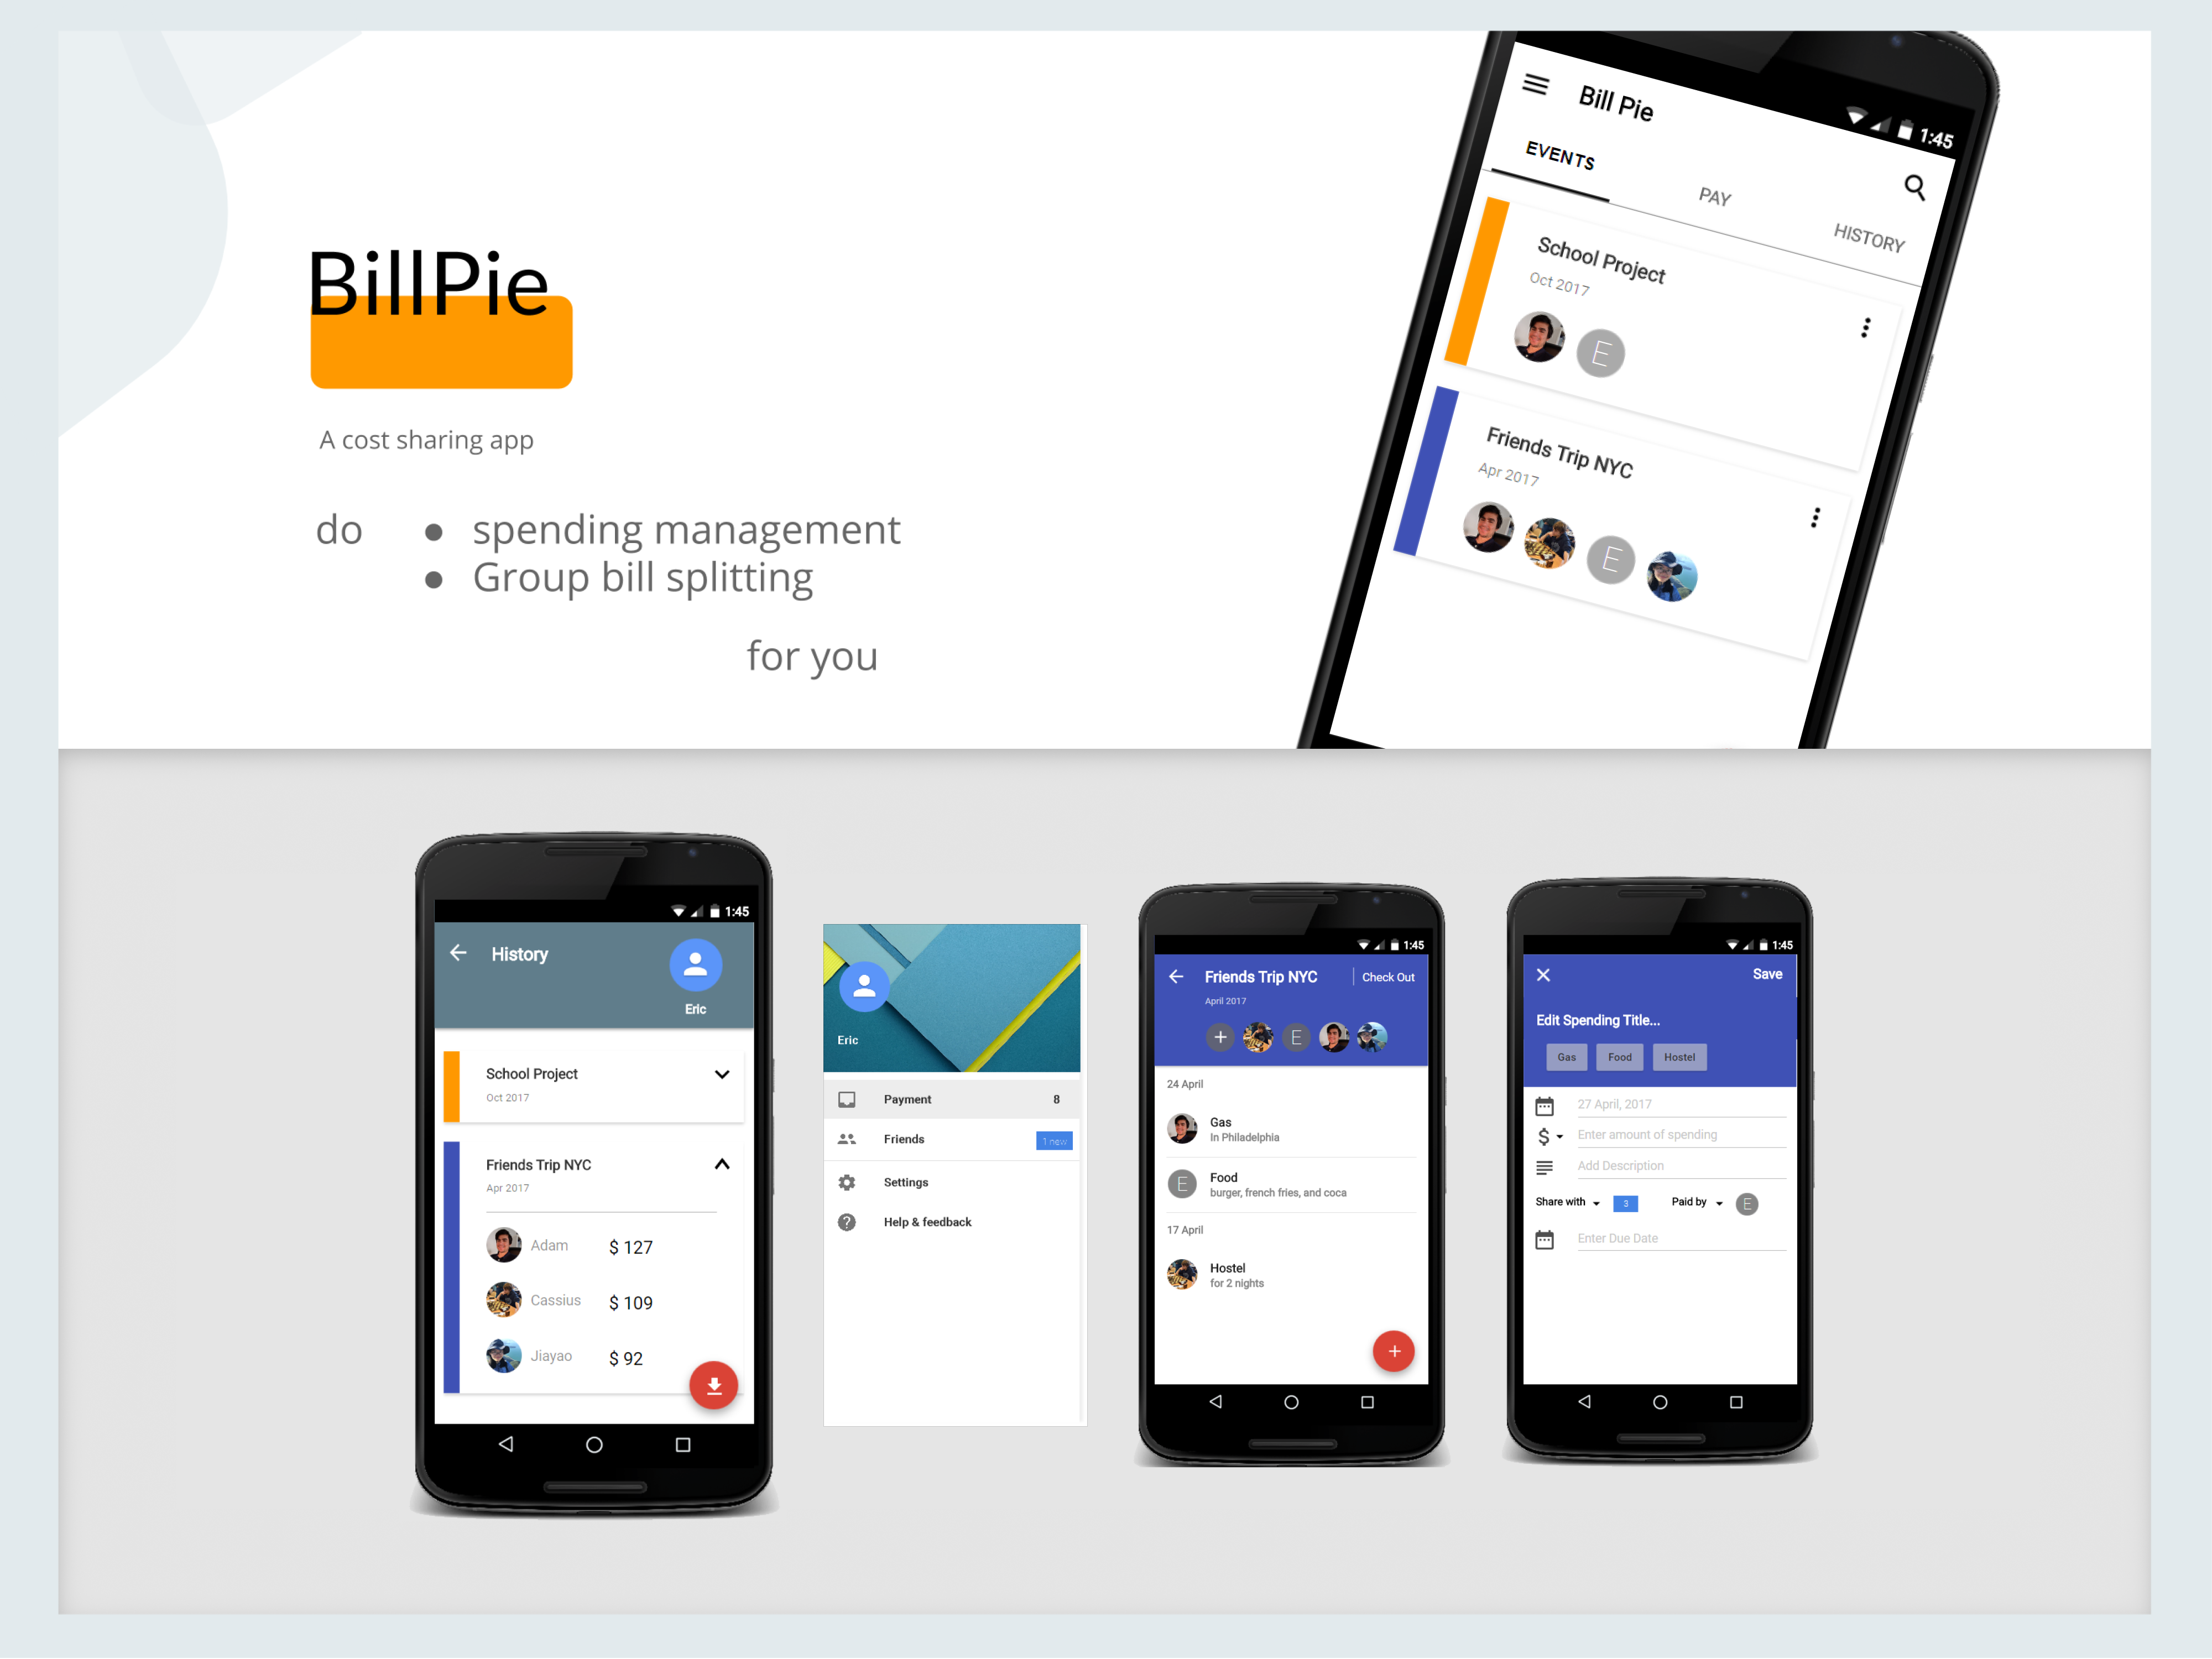 BillPie
A cost sharing app
do
• spending management
• Group bill splitting
for you
1:45
Bill Pie
EVENTS
PAY
HISTORY
School Project
Oct 2017
E
Friends Trip NYC
Apr 2017
E
1:45
History
Eric
School Project
Oct 2017
Friends Trip NYC
Apr 2017
Adam $ 127
Cassius $ 109
Jiayao $ 92
Eric
Payment 8
Friends 1 new
Settings
Help & feedback
1:45
Friends Trip NYC Check Out
April 2017
E
24 April
Gas
In Philadelphia
E
Food
burger, french fries, and coca
17 April
Hostel
for 2 nights
1:45
Save
Edit Spending Title...
Gas Food Hostel
27 April, 2017
$ Enter amount of spending
Add Description
Share with 3 Paid by E
Enter Due Date